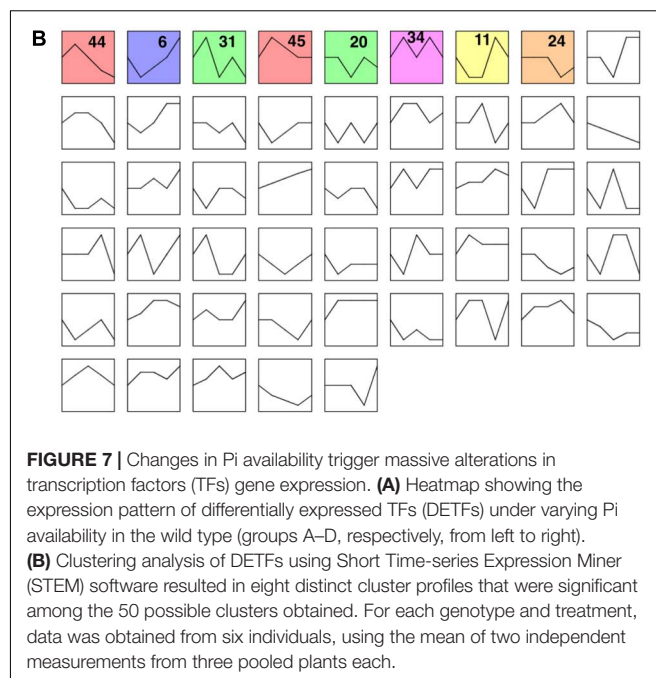 B
44 6 31 45 20 34 11 24
FIGURE 7 | Changes in Pi availability trigger massive alterations in
transcription factors (TFs) gene expression. (A) Heatmap showing the
expression pattern of differentially expressed TFs (DETFs) under varying Pi
availability in the wild type (groups A–D, respectively, from left to right).
(B) Clustering analysis of DETFs using Short Time-series Expression Miner
(STEM) software resulted in eight distinct cluster profiles that were significant
among the 50 possible clusters obtained. For each genotype and treatment,
data was obtained from six individuals, using the mean of two independent
measurements from three pooled plants each.